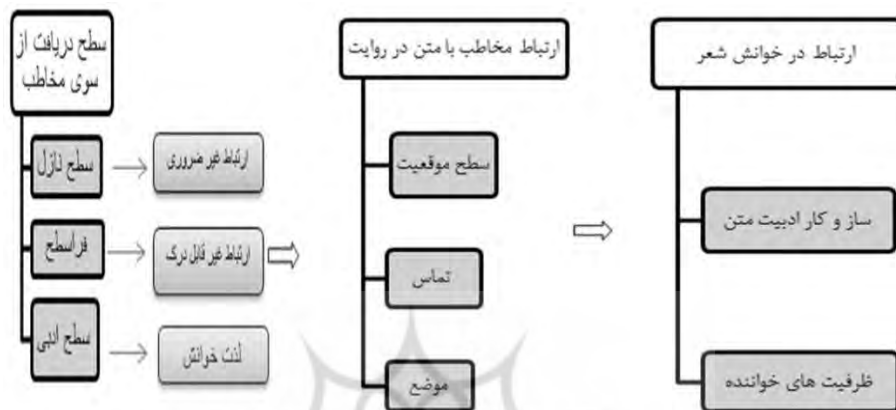 سطح دریافت از
سوی مخاطب
سطح نازل
ارتباط غیر ضروری
فراسطح
ارتباط غیر قابل درک
سطح ادبی
لذت خوانش
ارتباط مخاطب با متن در روایت
سطح موقعیت
تماس
موضع
ارتباط در خوانش شعر
ساز و کار ادبیت متن
ظرفیت های خواننده